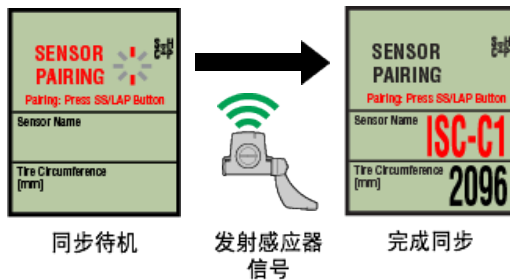 SENSOR
PAIRING
Pairing: Press SS/LAP Button
Sensor Name
Tire Circumference
[mm]
同步待机
发射感应器
信号
SENSOR
PAIRING
Pairing: Press SS/LAP Button
Sensor Name ISC-C1
Tire Circumference
[mm] 2096
完成同步